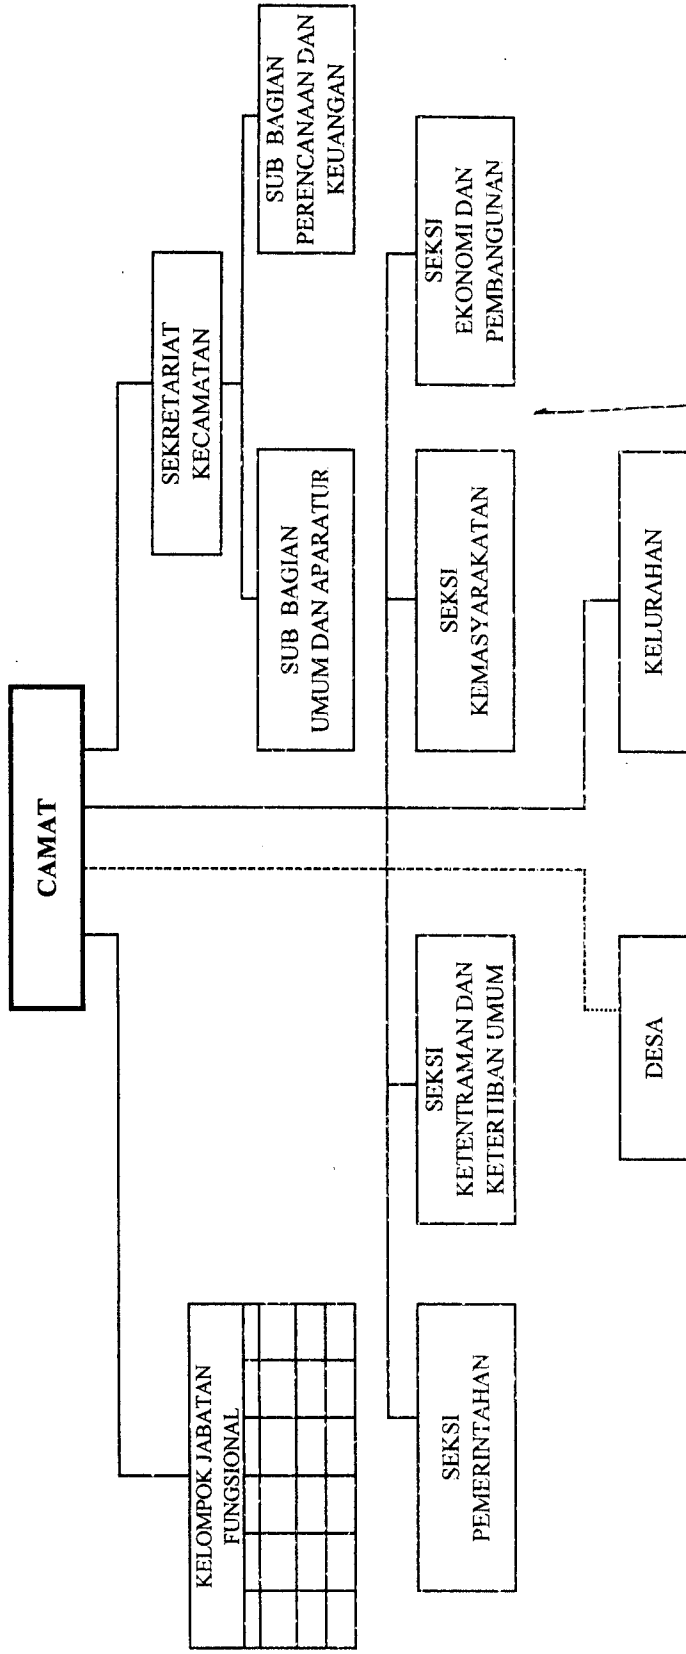 CAMAT
SEKRETARIAT
KECAMATAN
KELOMPOK JABATAN
FUNGSIONAL
SUB BAGIAN
UMUM DAN APARATUR
SUB BAGIAN
PERENCANAAN DAN
KEUANGAN
SEKSI
PEMERINTAHAN
SEKSI
KETENTRAMAN DAN
KETERTIBAN UMUM
SEKSI
KEMASYARAKATAN
SEKSI
EKONOMI DAN
PEMBANGUNAN
DESA
KELURAHAN